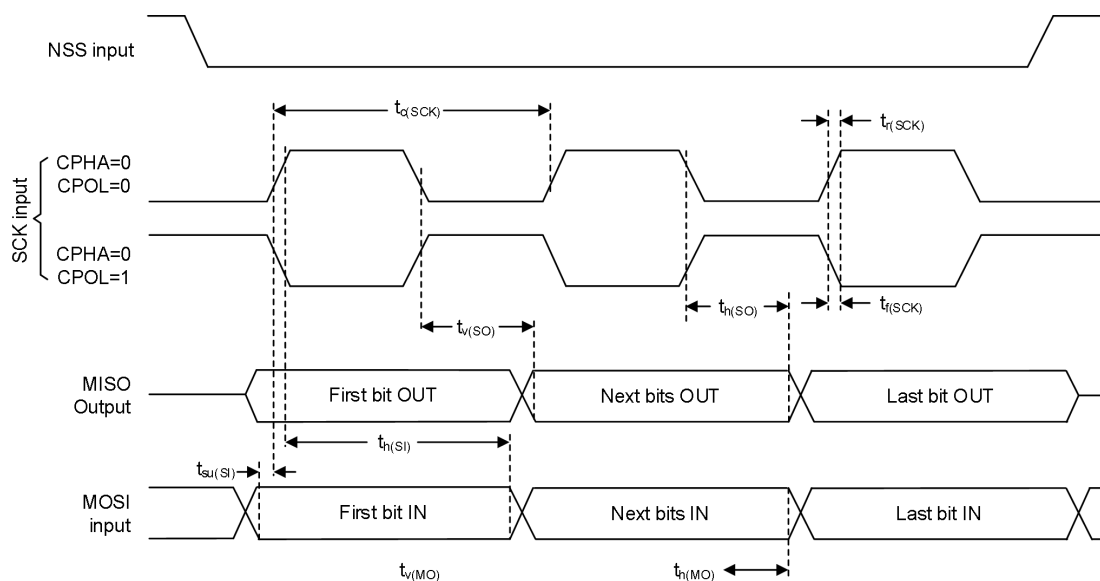 NSS input
tc(SCK)
tr(SCK)
SCK input
CPHA=0
CPOL=0
CPHA=0
CPOL=1
th(SO)
tf(SCK)
tv(SO)
MISO
Output
First bit OUT
Next bits OUT
Last bit OUT
th(SI)
tsu(SI)
MOSI
input
First bit IN
Next bits IN
Last bit IN
tv(MO)
th(MO)